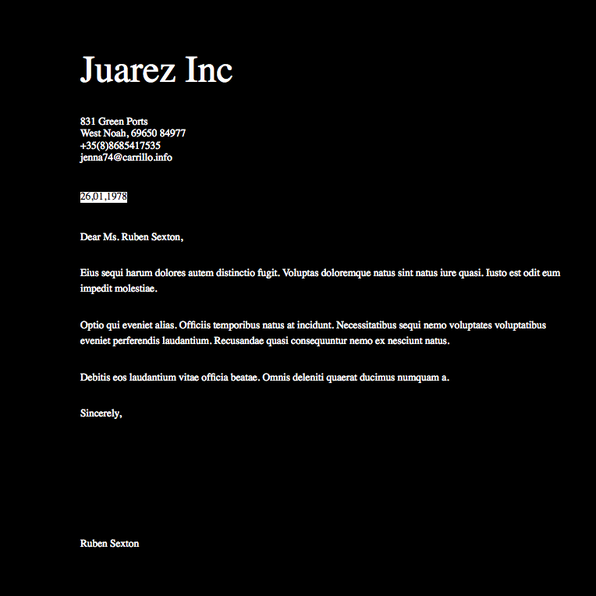 Juarez Inc
831 Green Ports
West Noah, 69650 84977
+35(8)8685417535
jenna74@carrillo.info
26,01,1978
Dear Ms. Ruben Sexton,
Eius sequi harum dolores autem distinctio fugit. Voluptas doloremque natus sint natus iure quasi. Iusto est odit eum
impedit molestiae.
Optio qui eveniet alias. Officiis temporibus natus at incidunt. Necessitatibus sequi nemo voluptates voluptatibus
eveniet perferendis laudantium. Recusandae quasi consequuntur nemo ex nesciunt natus.
Debitis eos laudantium vitae officia beatae. Omnis deleniti quaerat ducimus numquam a.
Sincerely,
Ruben Sexton